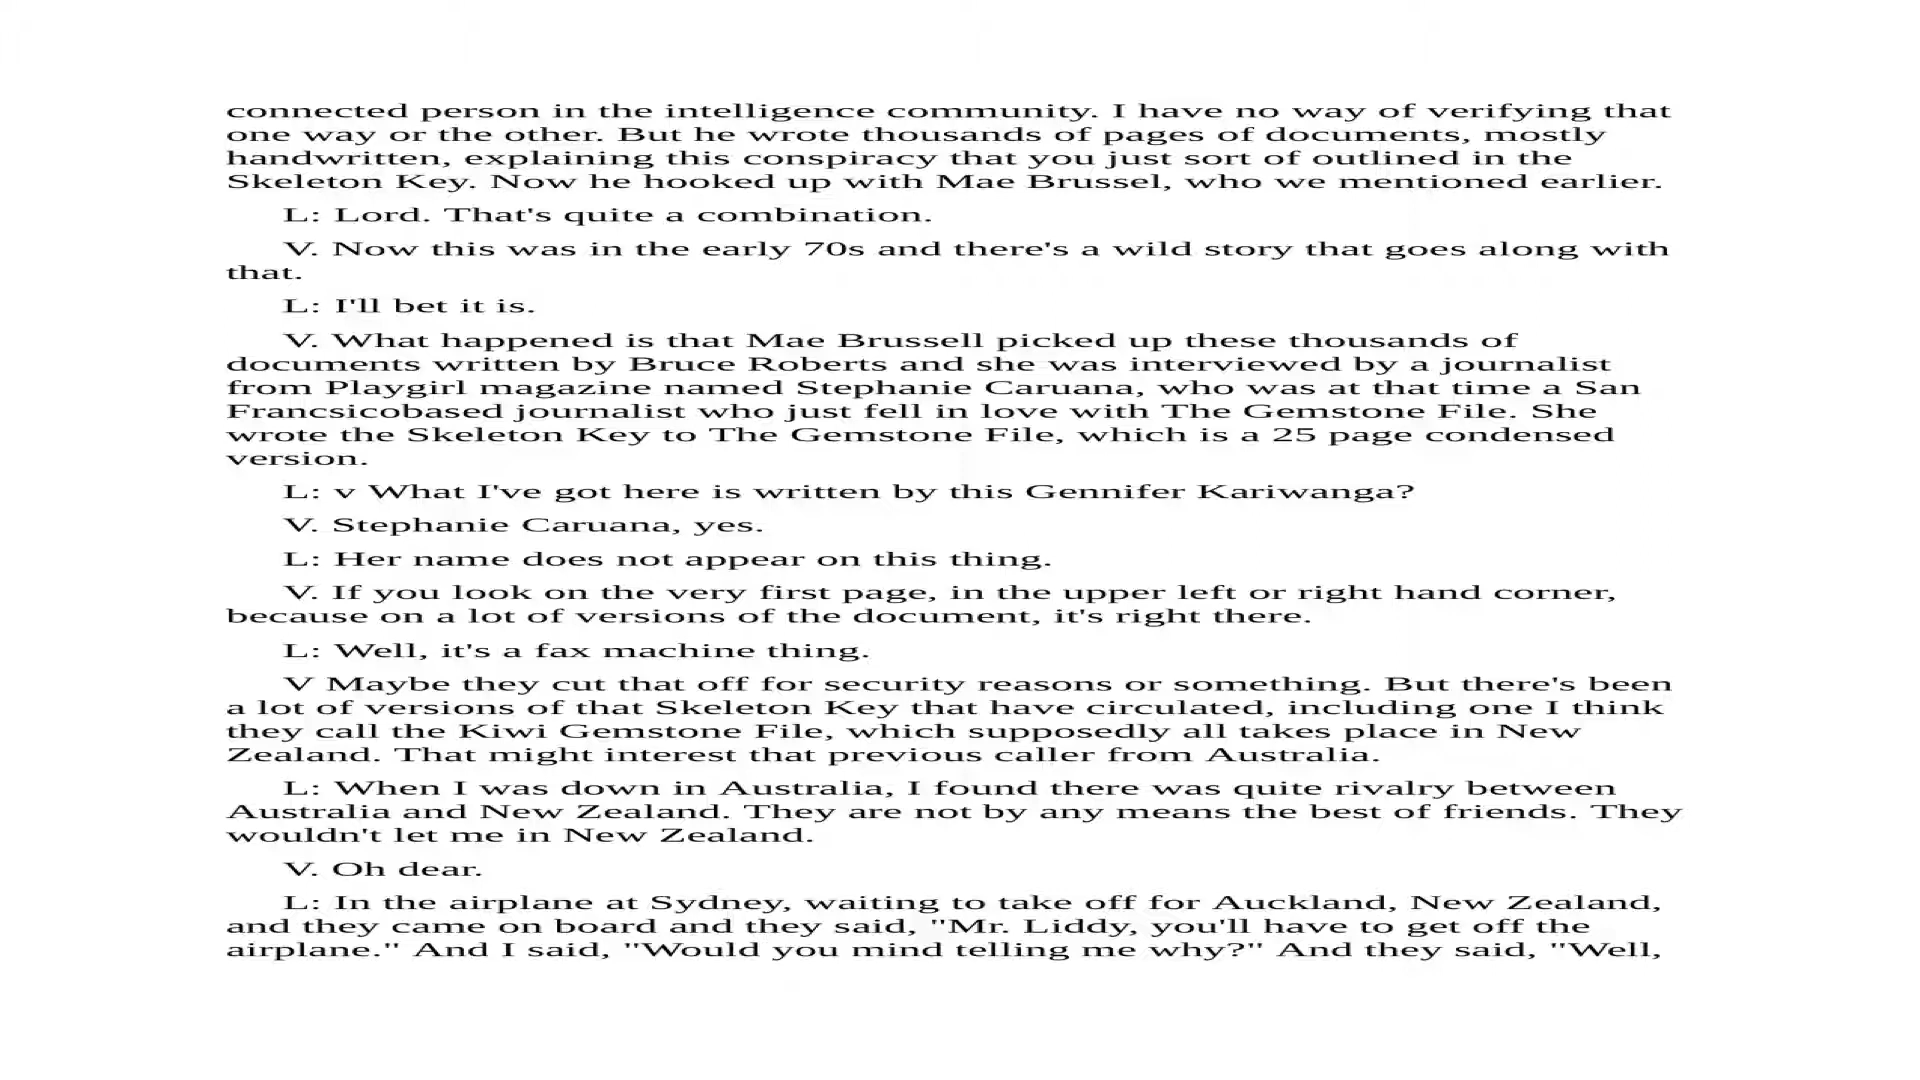 connected person in the intelligence community. I have no way of verifying that
one way or the other. But he wrote thousands of pages of documents, mostly
handwritten, explaining this conspiracy that you just sort of outlined in the
Skeleton Key. Now he hooked up with Mae Brussel, who we mentioned earlier.
L: Lord. That's quite a combination.
V. Now this was in the early 70s and there's a wild story that goes along with
that.
L: I'll bet it is.
V. What happened is that Mae Brussell picked up these thousands of
documents written by Bruce Roberts and she was interviewed by a journalist
from Playgirl magazine named Stephanie Caruana, who was at that time a San
Francsicobased journalist who just fell in love with The Gemstone File. She
wrote the Skeleton Key to The Gemstone File, which is a 25 page condensed
version.
L: v What I've got here is written by this Gennifer Kariwanga?
V. Stephanie Caruana, yes.
L: Her name does not appear on this thing.
V. If you look on the very first page, in the upper left or right hand corner,
because on a lot of versions of the document, it's right there.
L: Well, it's a fax machine thing.
V Maybe they cut that off for security reasons or something. But there's been
a lot of versions of that Skeleton Key that have circulated, including one I think
they call the Kiwi Gemstone File, which supposedly all takes place in New
Zealand. That might interest that previous caller from Australia.
L: When I was down in Australia, I found there was quite rivalry between
Australia and New Zealand. They are not by any means the best of friends. They
wouldn't let me in New Zealand.
V. Oh dear.
L: In the airplane at Sydney, waiting to take off for Auckland, New Zealand,
and they came on board and they said, "Mr. Liddy, you'll have to get off the
airplane." And I said, "Would you mind telling me why?" And they said, "Well,